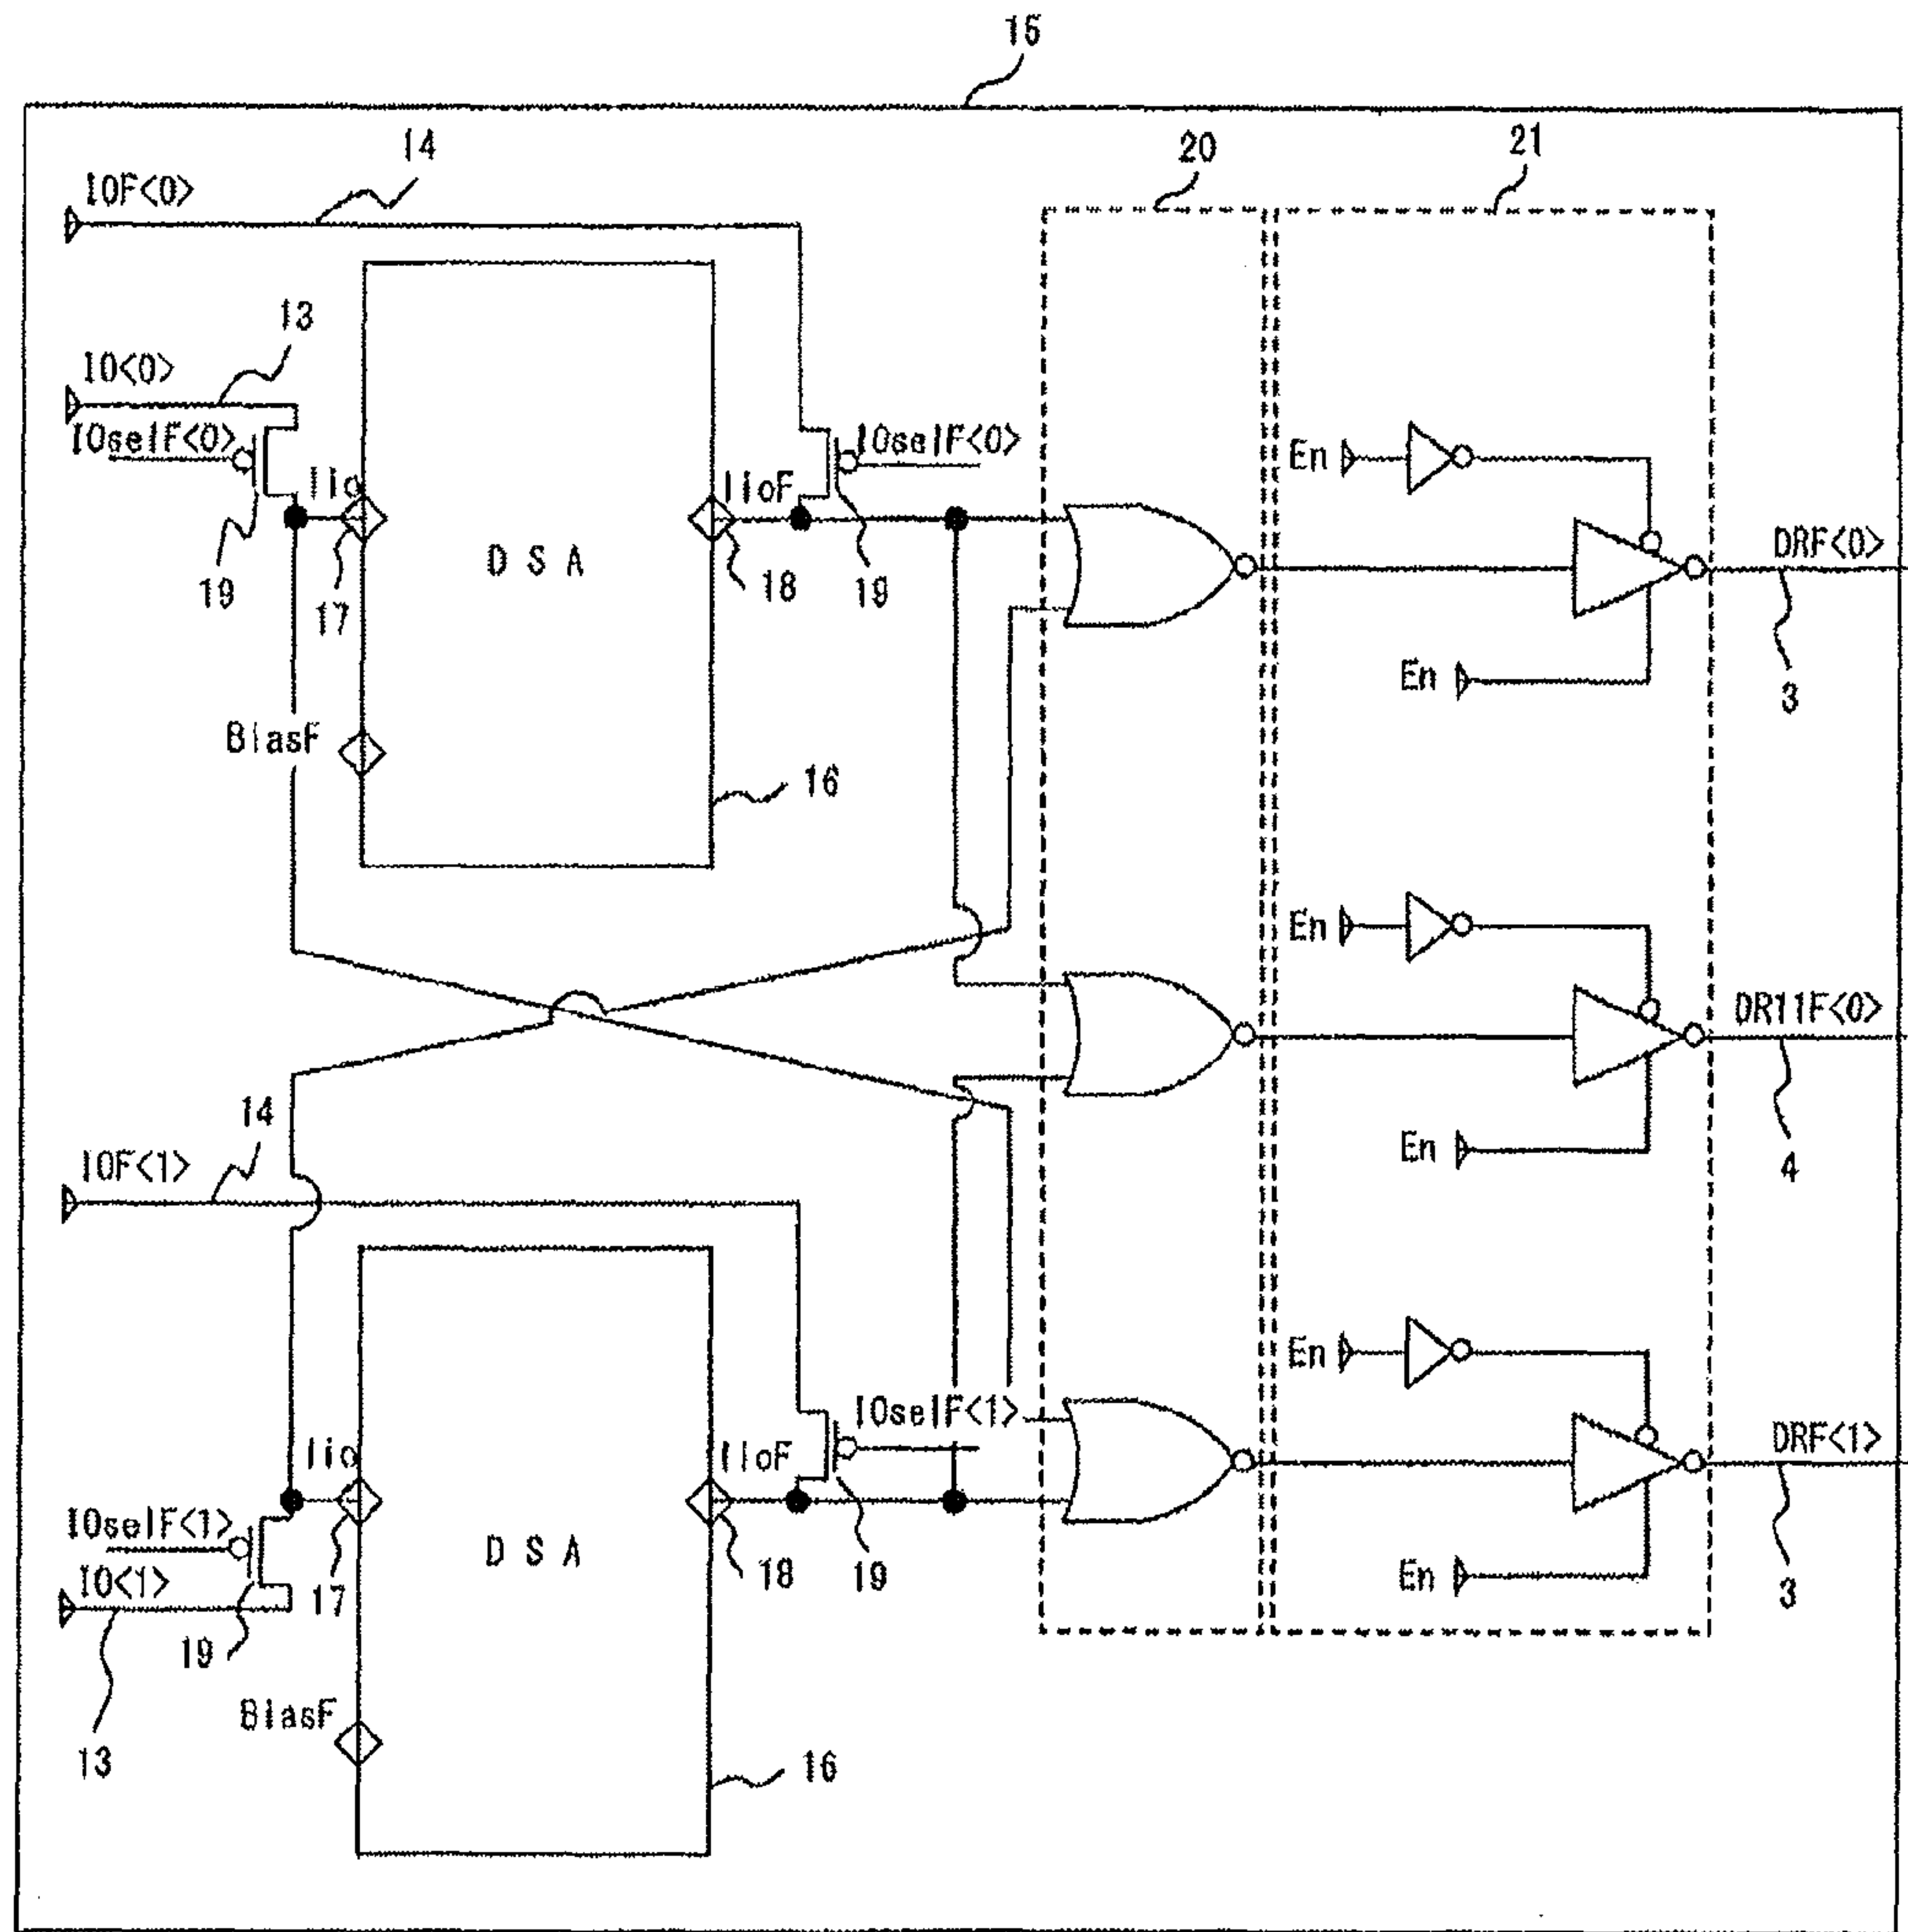 15
14
20
21
IOF<0>
13
IO<0>
IOselF<0>
IOselF<0>
En
Iio
IioF
DRF<0>
D S A
19
18
19
17
En
3
BiasF
16
En
DR11F<0>
14
IOF<1>
En
4
En
IOselF<1>
DRF<1>
Iio
IioF
IOselF<1>
D S A
18
19
En
IO<1>
17
3
19
BiasF
13
16